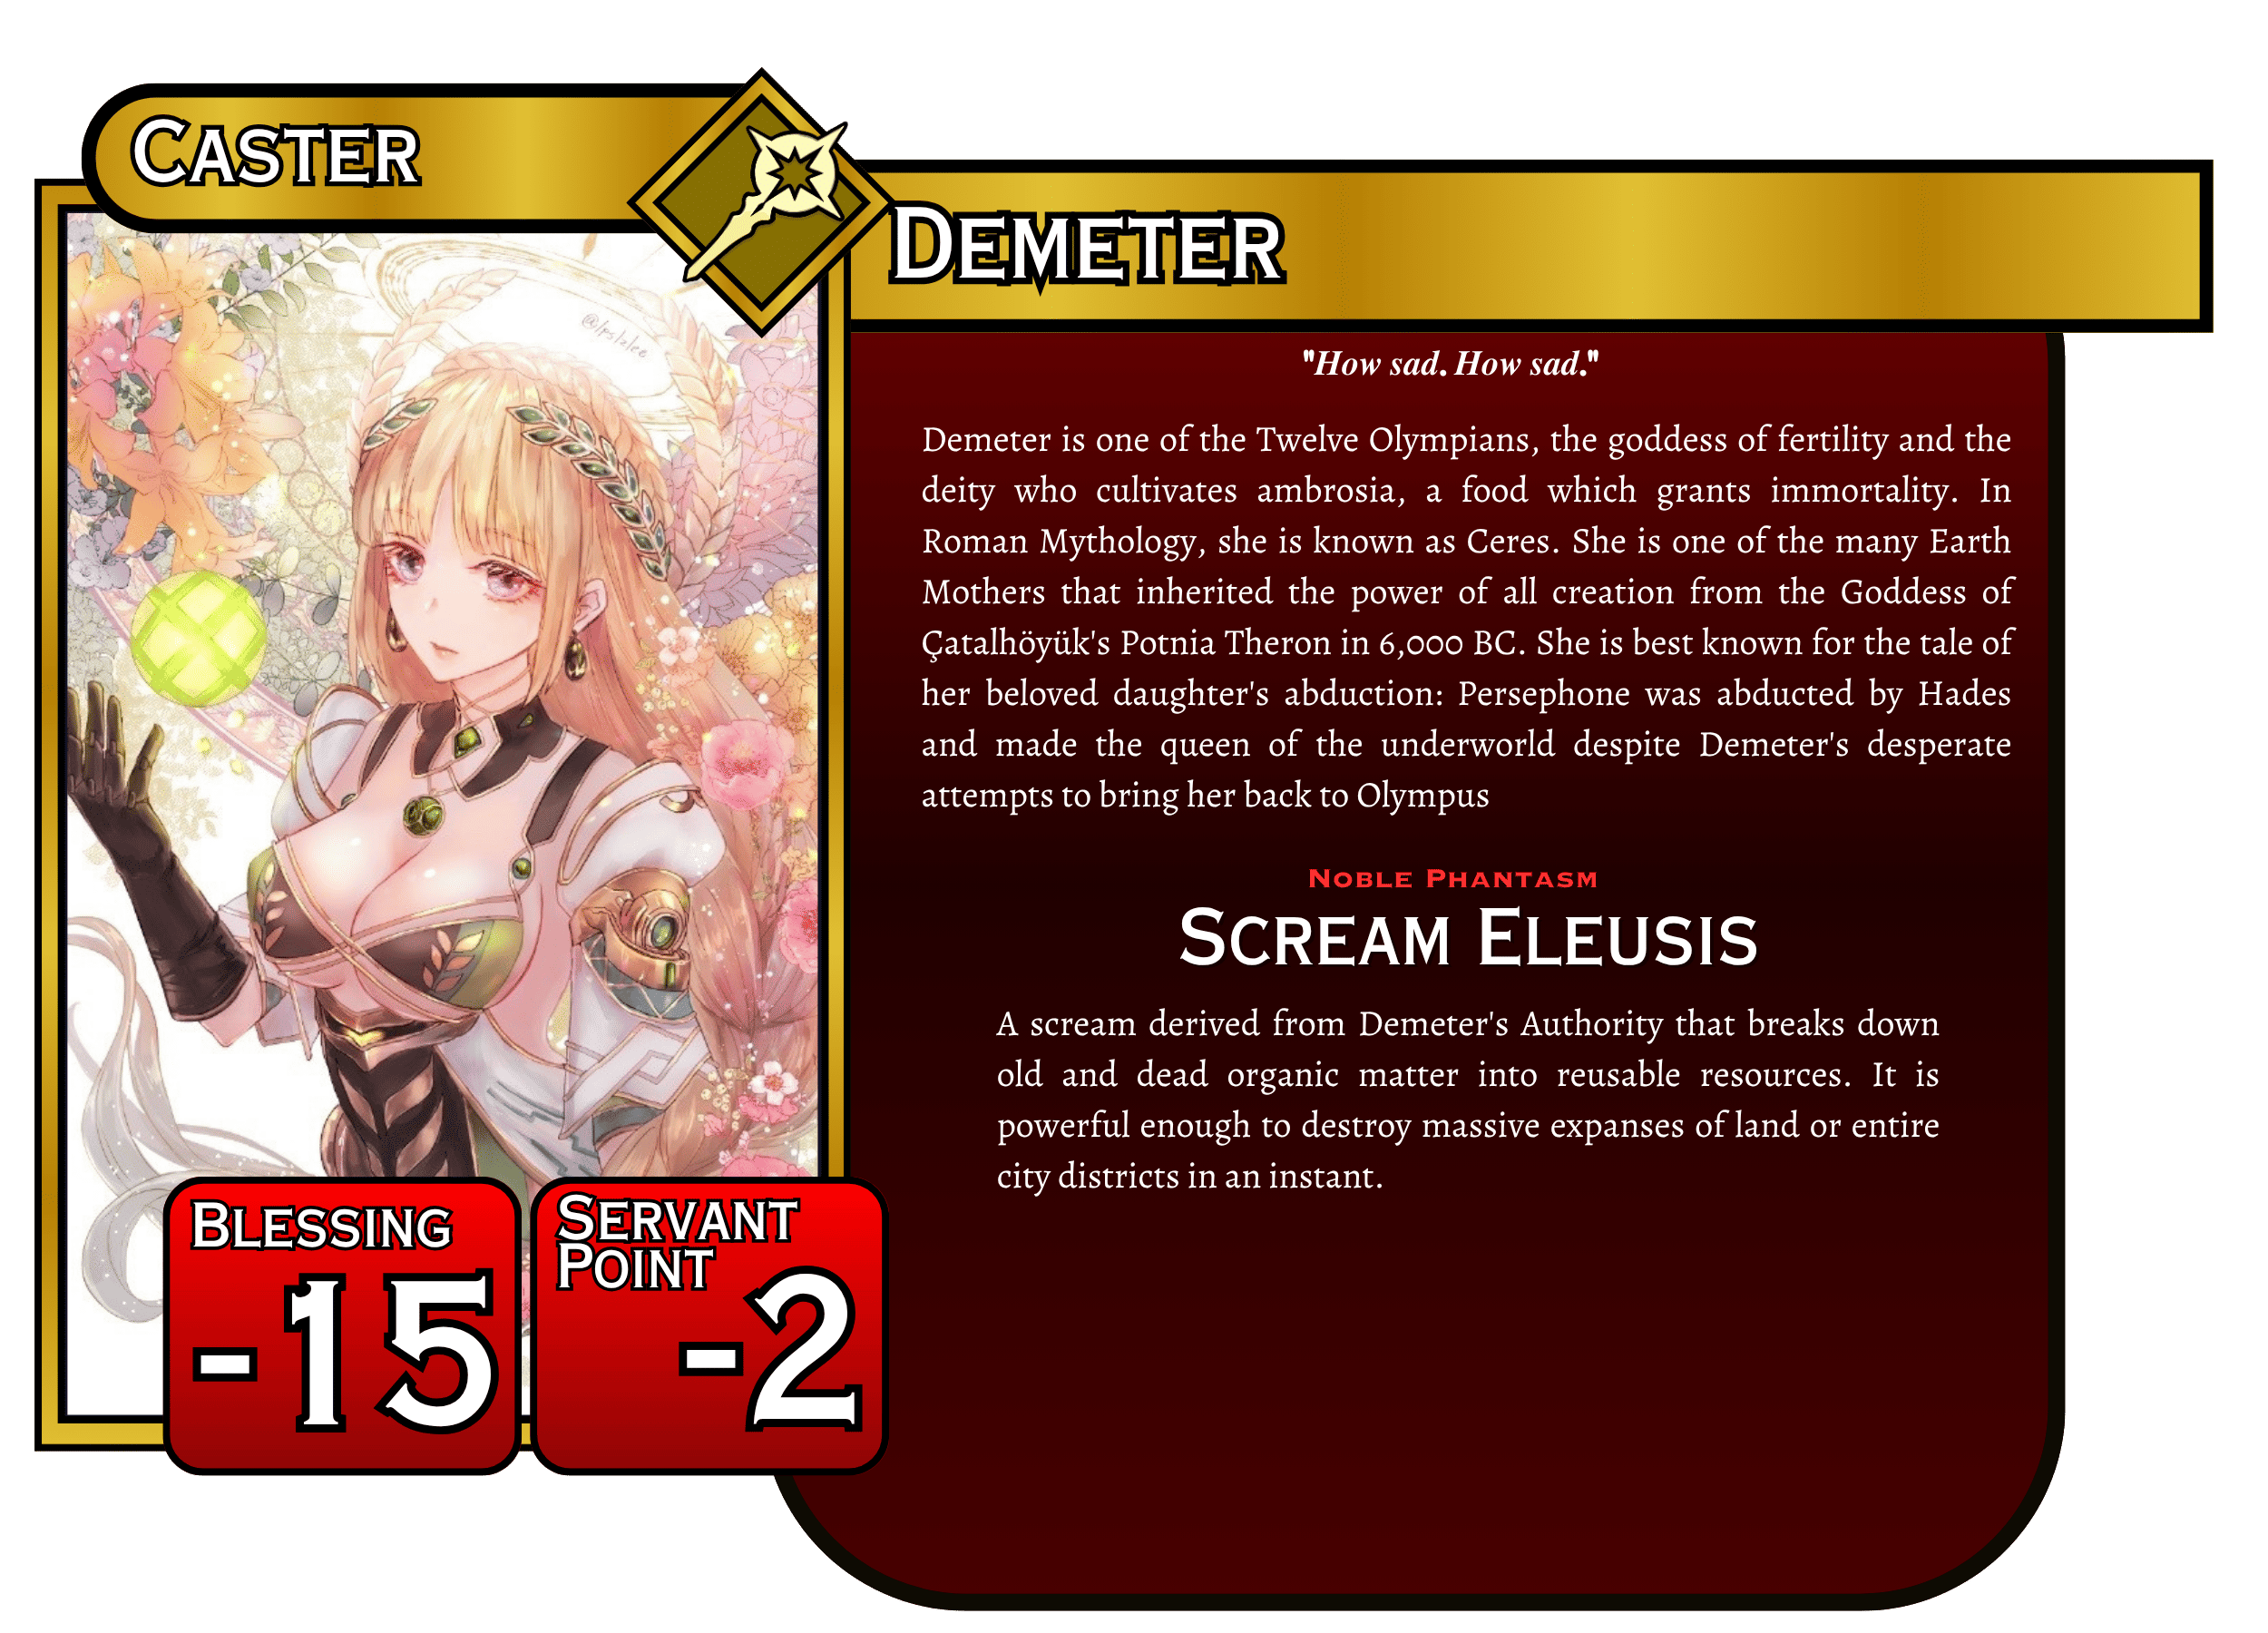 CASTER
DEMETER
@lpslzlee
"How sad. How sad."
Demeter is one of the Twelve Olympians, the goddess of fertility and the
deity who cultivates ambrosia, a food which grants immortality. In
Roman Mythology, she is known as Ceres. She is one of the many Earth
Mothers that inherited the power of all creation from the Goddess of
Çatalhöyük's Potnia Theron in 6,000 BC. She is best known for the tale of
her beloved daughter's abduction: Persephone was abducted by Hades
and made the queen of the underworld despite Demeter's desperate
attempts to bring her back to Olympus
NOBLE PHANTASM
SCREAM ELEUSIS
A scream derived from Demeter's Authority that breaks down
old and dead organic matter into reusable resources. It is
powerful enough to destroy massive expanses of land or entire
city districts in an instant.
BLESSING
-15
SERVANT
POINT
-2